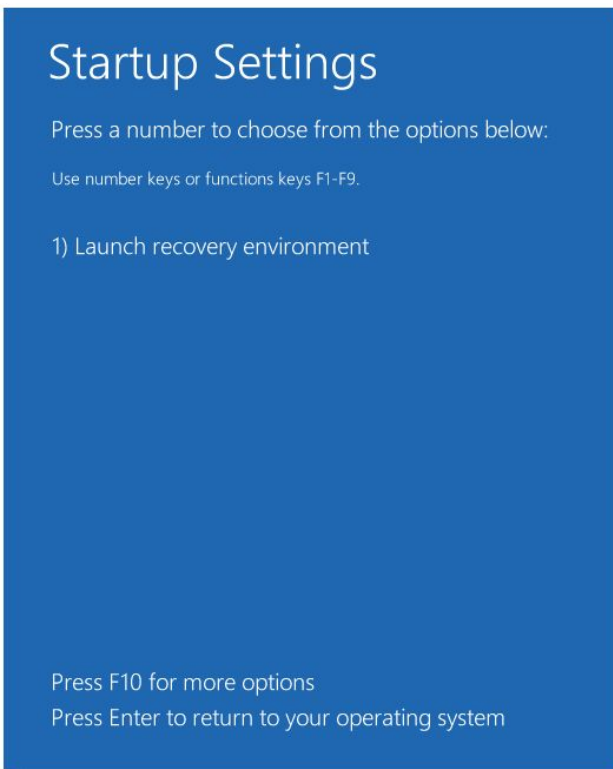 Startup Settings
Press a number to choose from the options below:
Use number keys or functions keys F1-F9.
1) Launch recovery environment
Press F10 for more options
Press Enter to return to your operating system